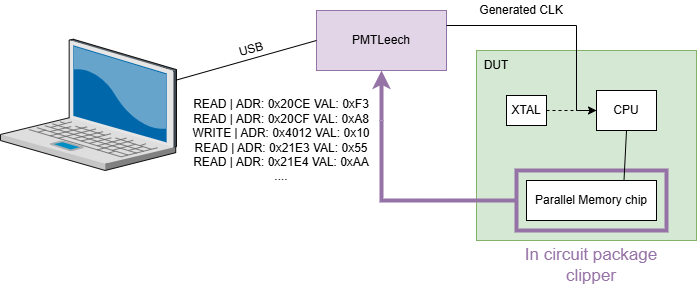 Generated CLK
USB
PMTLeech
DUT
XTAL
CPU
READ | ADR: 0x20CE VAL: 0xF3
READ | ADR: 0x20CF VAL: 0xA8
WRITE | ADR: 0x4012 VAL: 0x10
READ | ADR: 0x21E3 VAL: 0x55
READ | ADR: 0x21E4 VAL: 0xAA
....
Parallel Memory chip
In circuit package
clipper